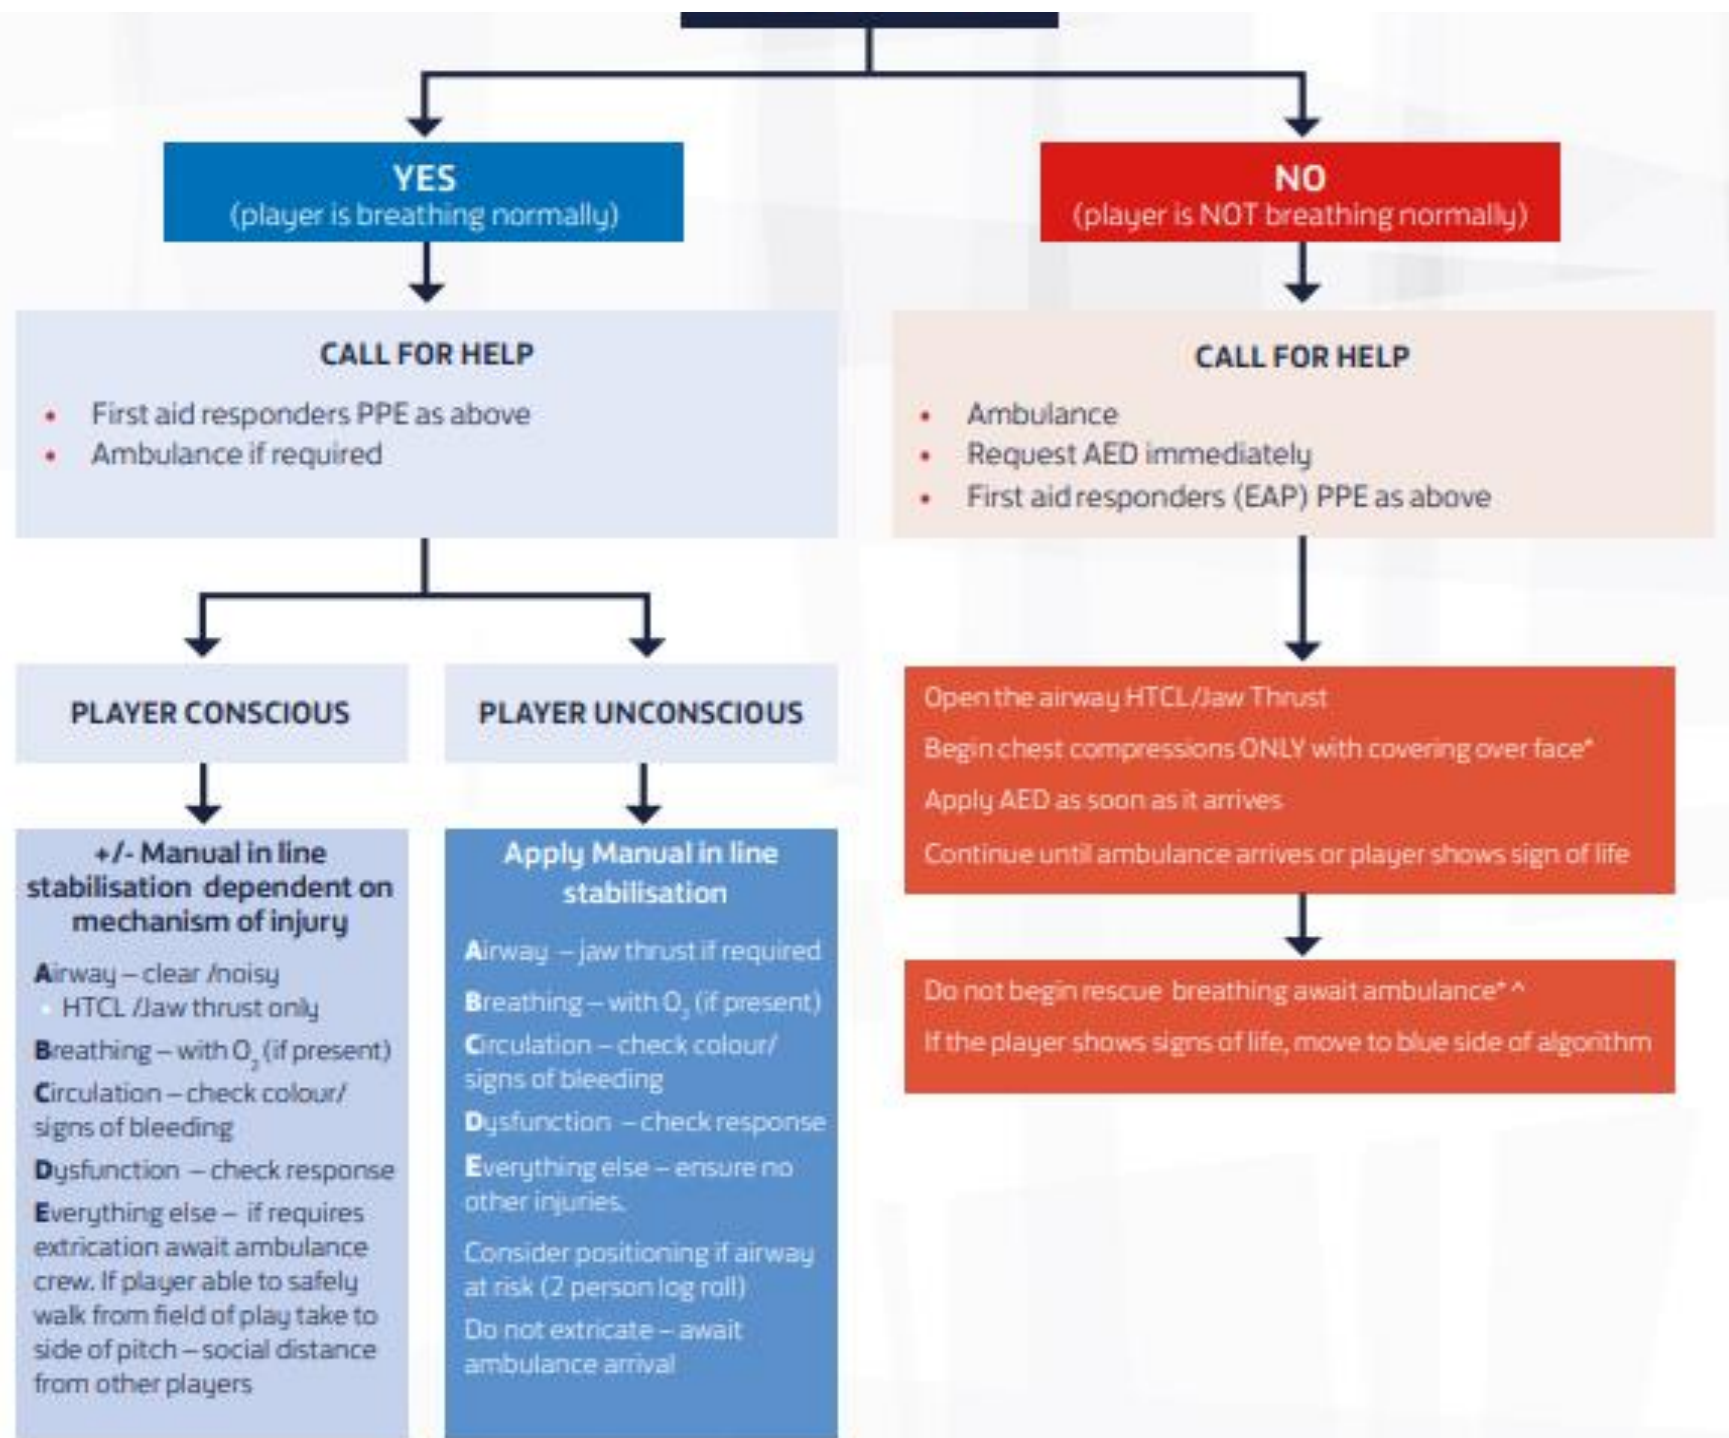 YES
(player is breathing normally)
NO
(player is NOT breathing normally)
CALL FOR HELP
• First aid responders PPE as above
• Ambulance if required
CALL FOR HELP
• Ambulance
• Request AED immediately
• First aid responders (EAP) PPE as above
PLAYER CONSCIOUS
PLAYER UNCONSCIOUS
+/- Manual in line
stabilisation dependent on
mechanism of injury
Airway – clear /noisy
• HTCL /Jaw thrust only
Breathing – with O₂ (if present)
Circulation – check colour/
signs of bleeding
Dysfunction – check response
Everything else – if requires
extrication await ambulance
crew. If player able to safely
walk from field of play take to
side of pitch – social distance
from other players
Apply Manual in line
stabilisation
Airway – jaw thrust if required
Breathing – with O₂ (if present)
Circulation – check colour/
signs of bleeding
Dysfunction – check response
Everything else – ensure no
other injuries.
Consider positioning if airway
at risk (2 person log roll)
Do not extricate – await
ambulance arrival
Open the airway HTCL/Jaw Thrust
Begin chest compressions ONLY with covering over face*
Apply AED as soon as it arrives
Continue until ambulance arrives or player shows sign of life
Do not begin rescue breathing await ambulance* ^
If the player shows signs of life, move to blue side of algorithm